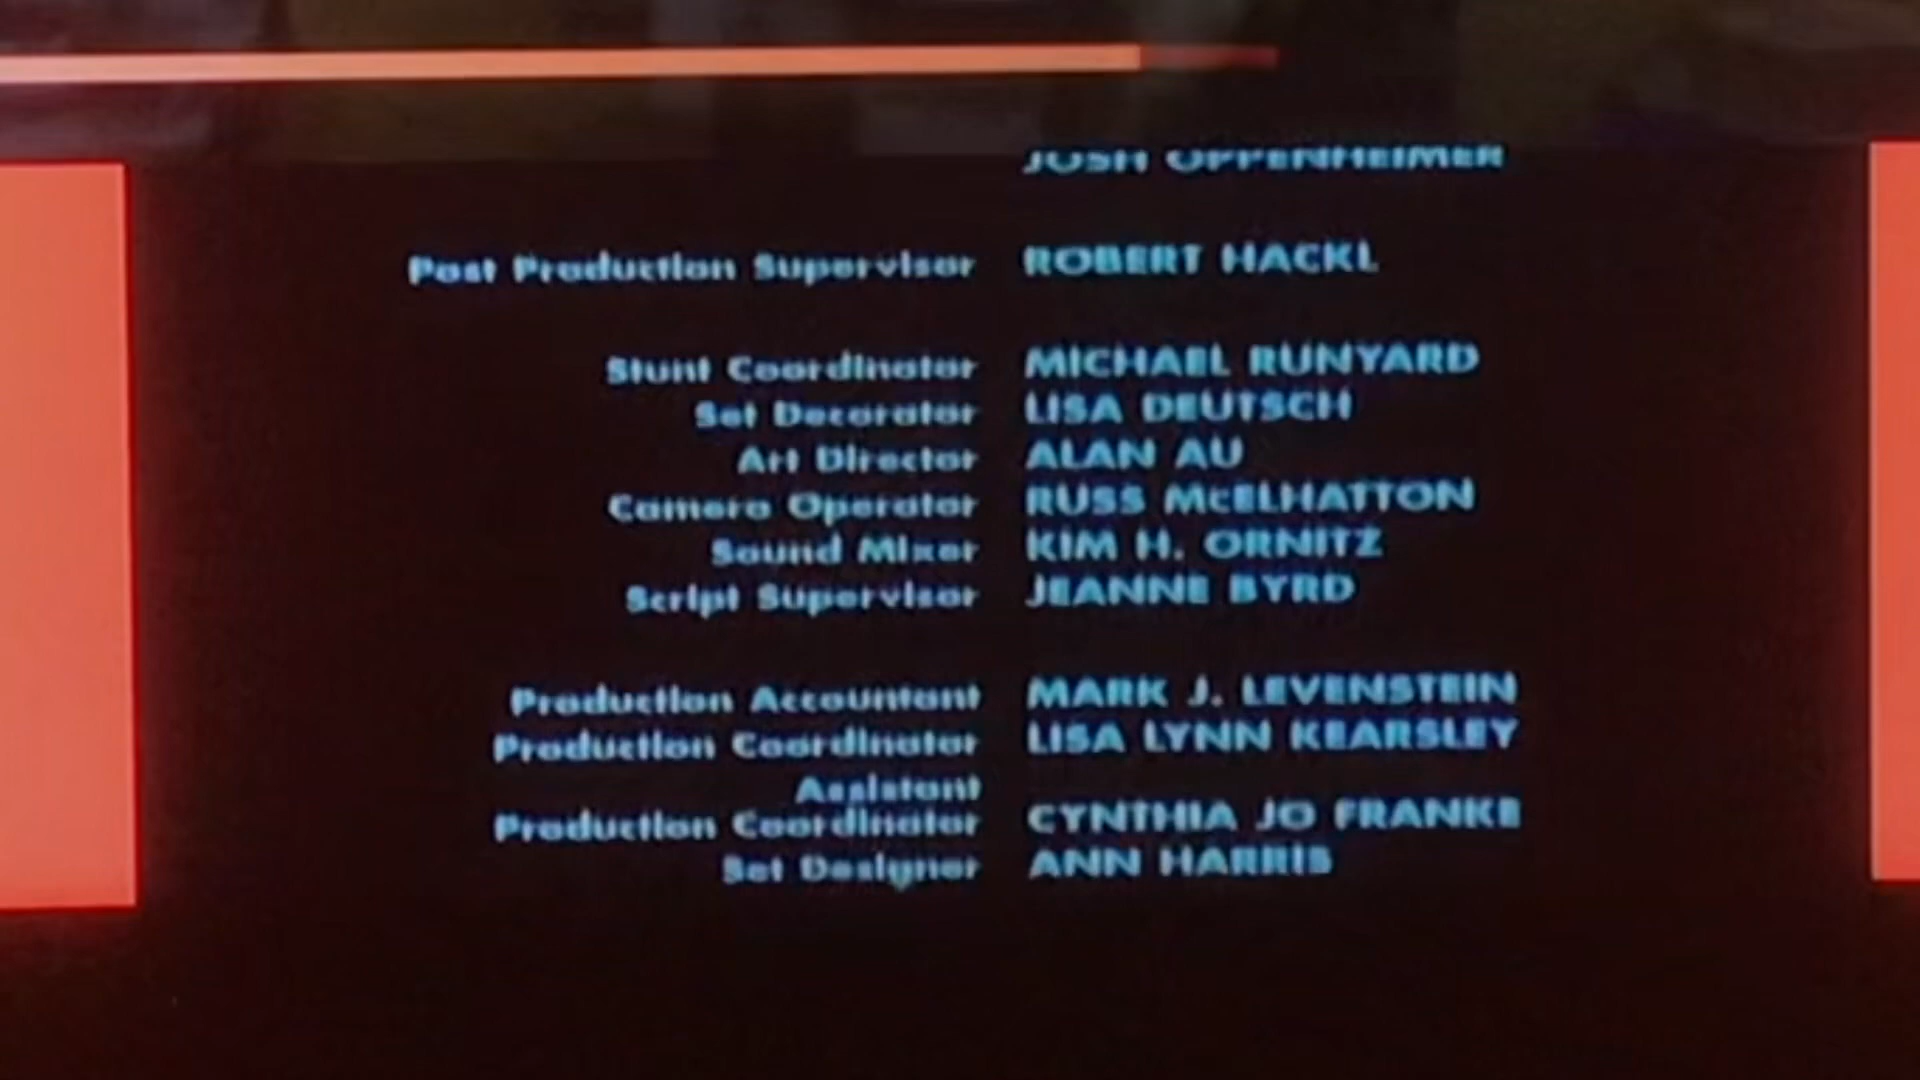 JOSH OPPENHEIMER
Post Production Supervisor ROBERT HACKL
Stunt Coordinator MICHAEL RUNYARD
Set Decorator LISA DEUTSCH
Art Director ALAN AU
Camera Operator RUSS McELHATTON
Sound Mixer KIM H. ORNITZ
Script Supervisor JEANNE BYRD
Production Accountant MARK J. LEVENSTEIN
Production Coordinator LISA LYNN KEARSLEY
Assistant
Production Coordinator CYNTHIA JO FRANKE
Set Designer ANN HARRIS